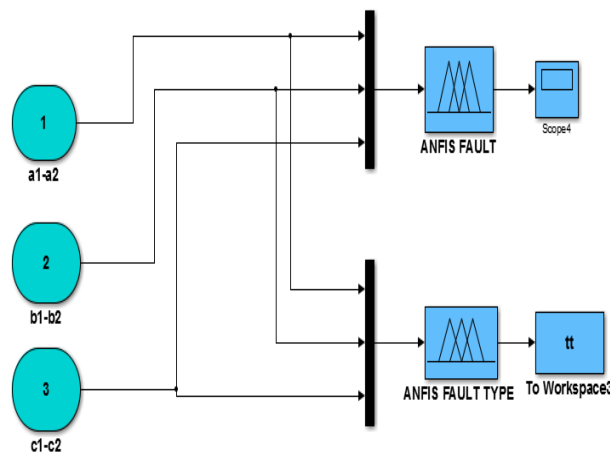 1
a1-a2
2
b1-b2
3
c1-c2
ANFIS FAULT
Scope4
ANFIS FAULT TYPE
tt
To Workspace3